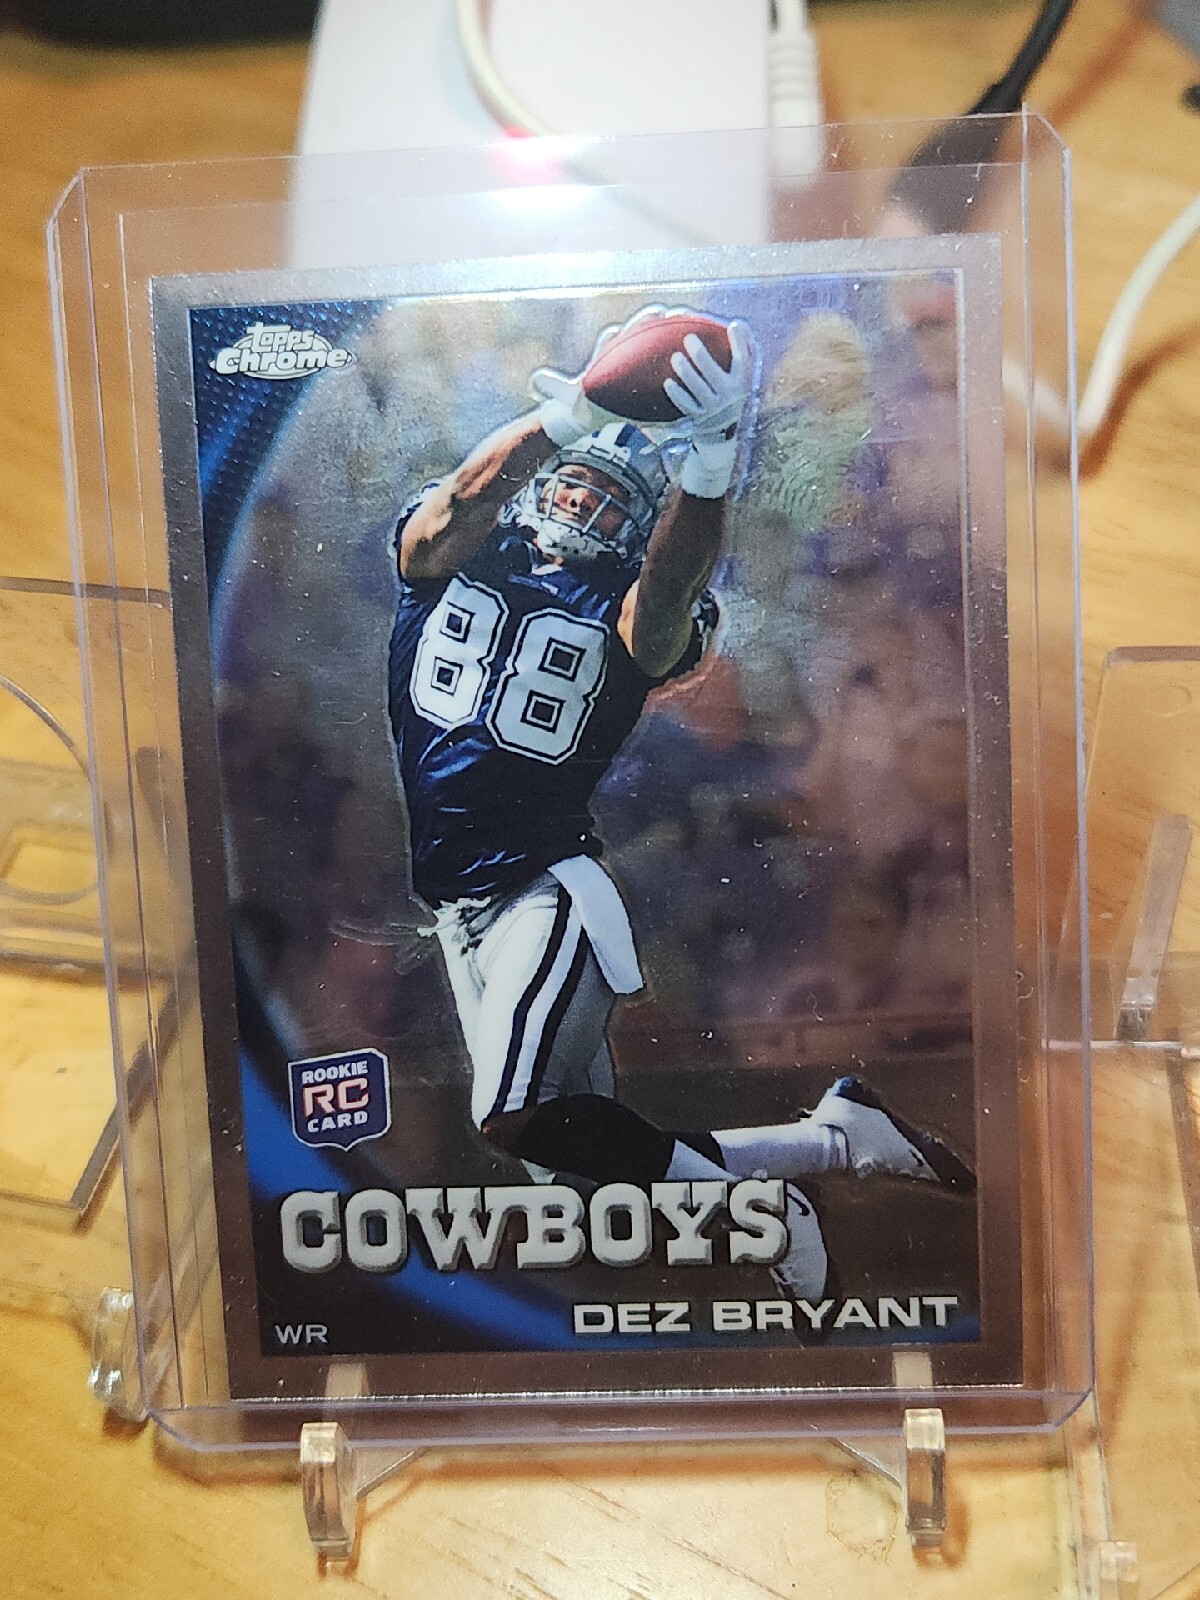 Topps
Chrome
88
ROOKIE
RC
CARD
COWBOYS
DEZ BRYANT
WR